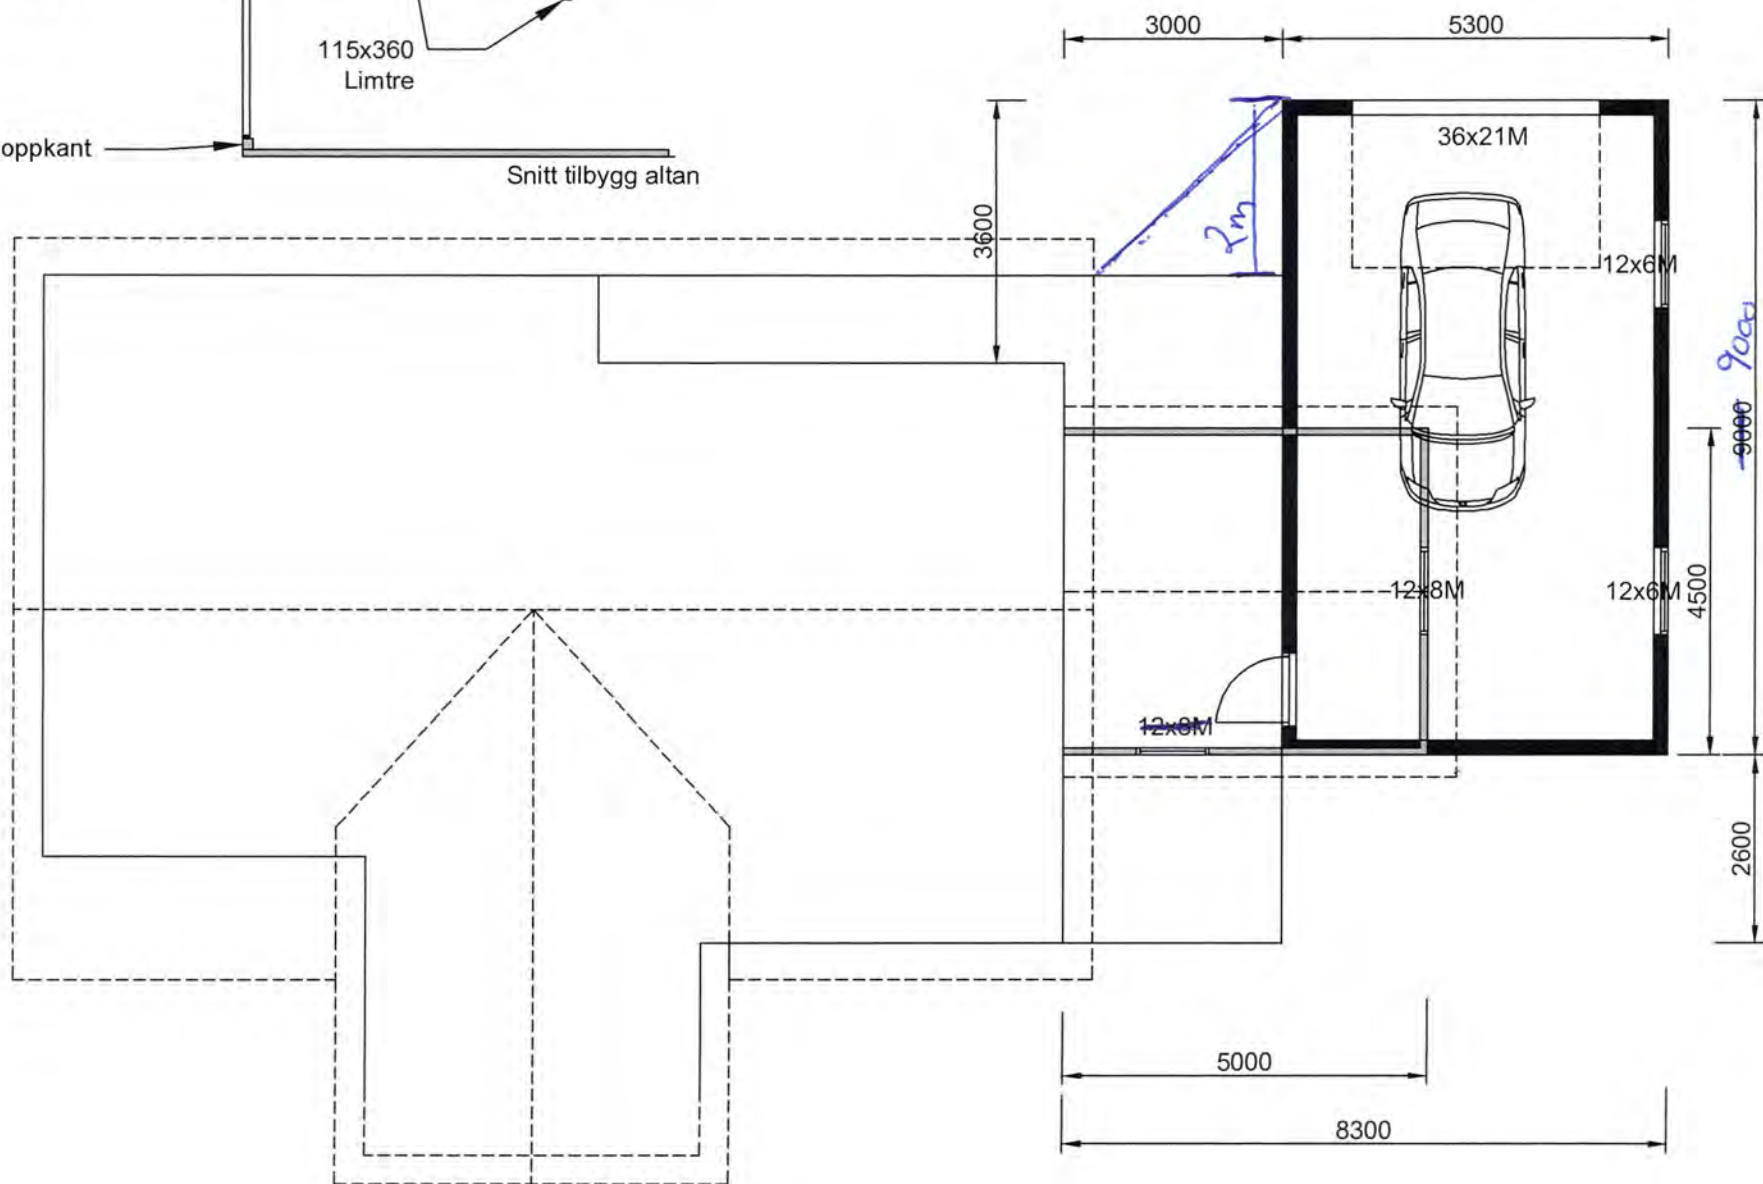 115x360
Limtre
oppkant
Snitt tilbygg altan
3000
5300
36x21M
3600
2m
12x6M
9000
9000
12x8M
12x6M
4500
12x8M
2600
5000
8300